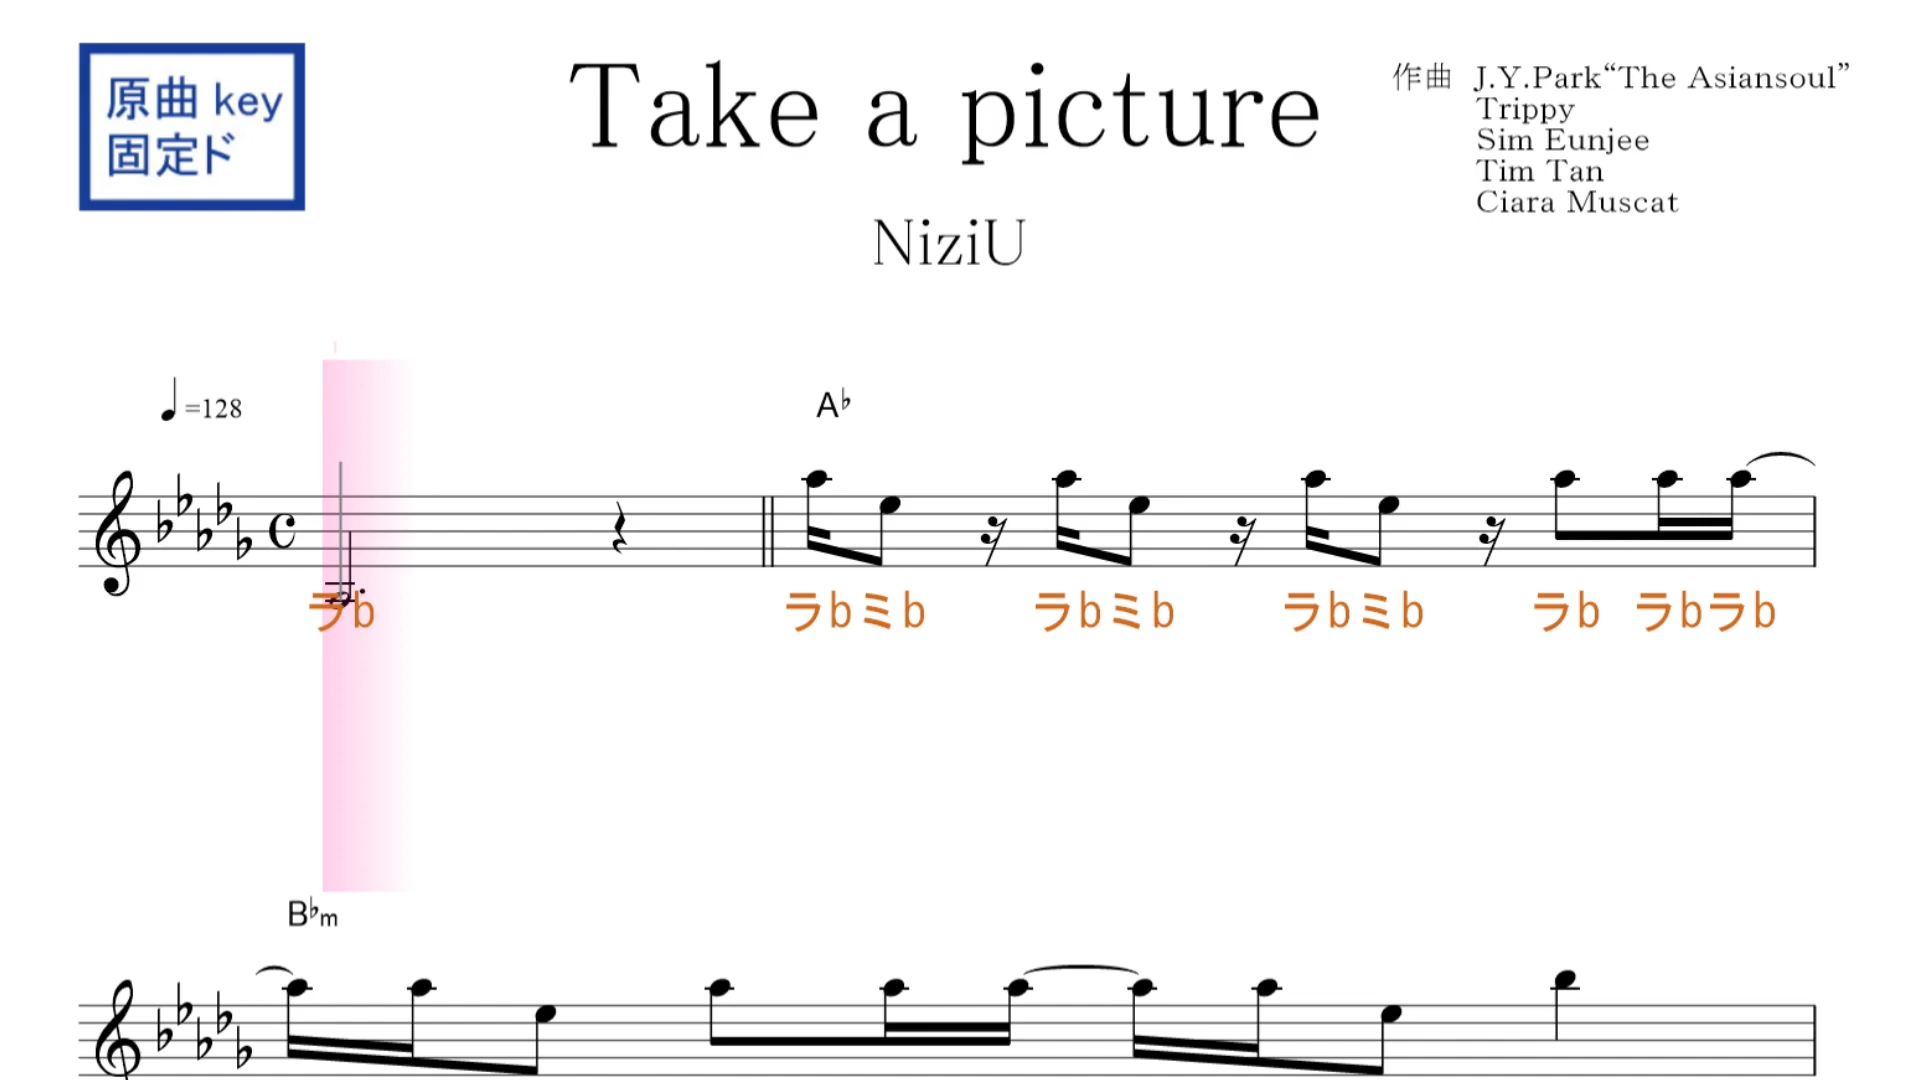 原曲 key
固定ド
Take a picture
NiziU
作曲 J.Y.Park“The Asiansoul”
Trippy
Sim Eunjee
Tim Tan
Ciara Muscat
♩=128
A♭
ラb ラbミb ラbミb ラbミb ラb ラbラb
B♭m